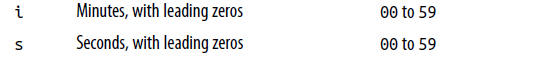 i Minutes, with leading zeros 00 to 59
s Seconds, with leading zeros 00 to 59